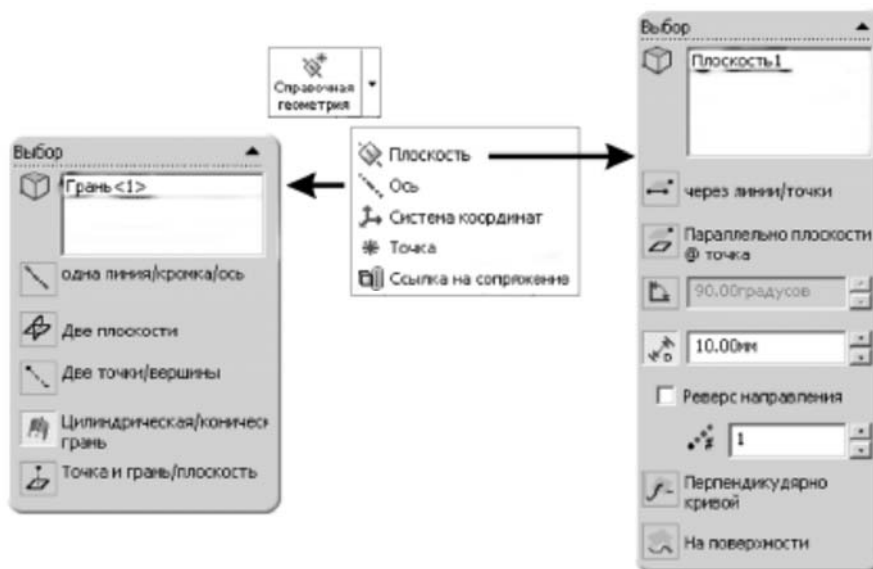 Справочная
геометрия
Плоскость
Ось
Система координат
Точка
Ссылка на сопряжение
Выбор
Грань<1>
одна линия/кромка/ось
Две плоскости
Две точки/вершины
Цилиндрическая/коническ
грань
Точка и грань/плоскость
Выбор
Плоскость1
через линии/точки
Параллельно плоскости
@ точка
90.00градусов
10.00мм
Реверс направления
1
Перпендикулярно
кривой
На поверхности